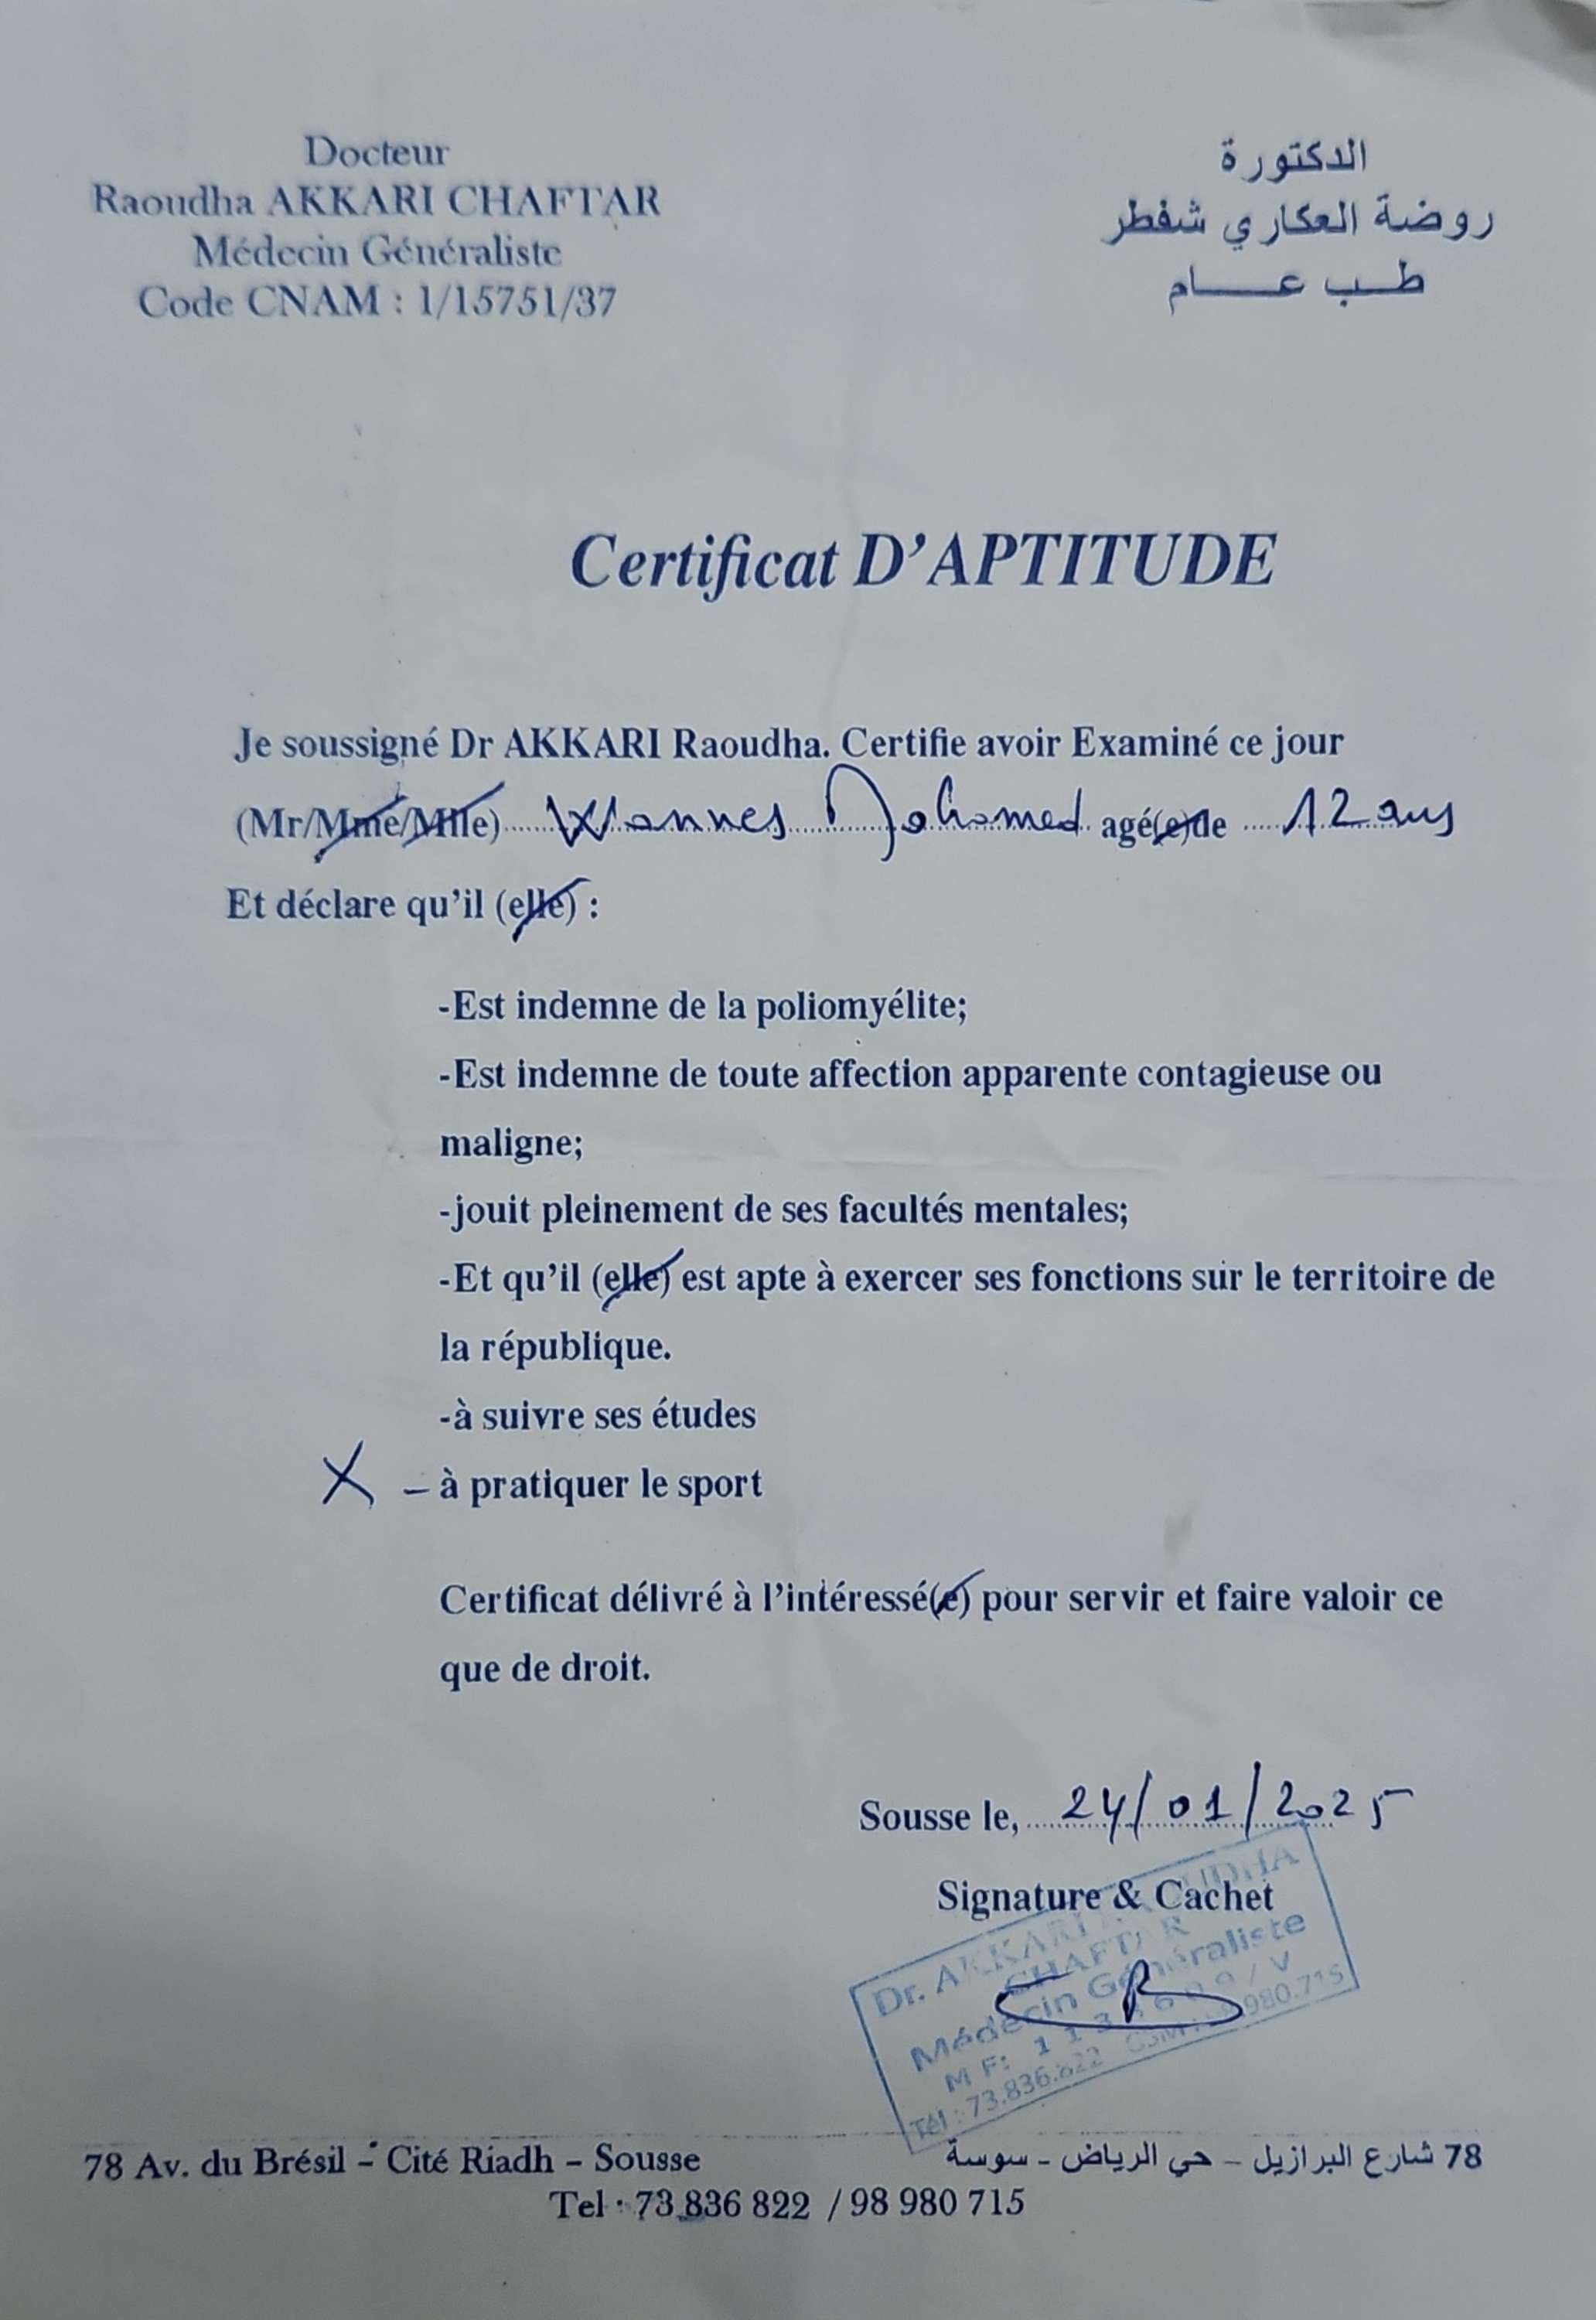 Docteur
Raoudha AKKARI CHAFTAR
Médecin Généraliste
Code CNAM : 1/15751/37
الدكتورة
روضة العكاري شفطر
طب عام
Certificat D'APTITUDE
Je soussigné Dr AKKARI Raoudha. Certifie avoir Examiné ce jour
(Mr/Mme/Mlle) Wannes Mohamed agé(e)de 12 ans
Et déclare qu'il (elle) :
-Est indemne de la poliomyélite;
-Est indemne de toute affection apparente contagieuse ou
maligne;
-jouit pleinement de ses facultés mentales;
-Et qu'il (elle) est apte à exercer ses fonctions sur le territoire de
la république.
-à suivre ses études
X - à pratiquer le sport
Certificat délivré à l'intéressé(e) pour servir et faire valoir ce
que de droit.
Sousse le, 24/01/2025
Signature & Cachet
Dr. AKKARI
CHAFTAR
Médecin Généraliste
M F:
Tél : 73.836.822 GSM 980.715
78 Av. du Brésil - Cité Riadh – Sousse
78 شارع البرازيل – حي الرياض - سوسة
Tel : 73 836 822 / 98 980 715